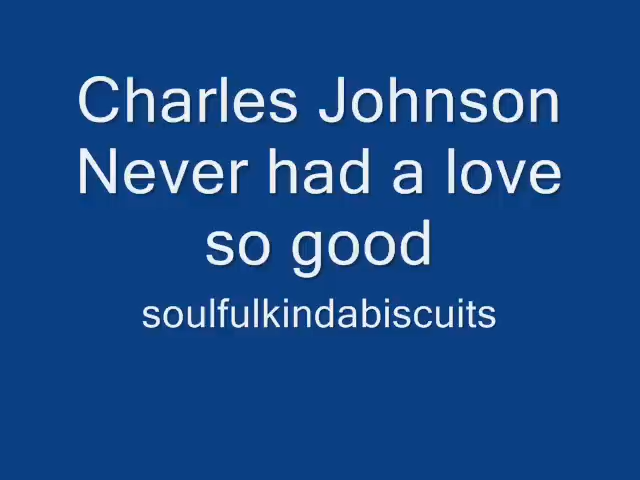 Charles Johnson
Never had a love
so good
soulfulkindabiscuits